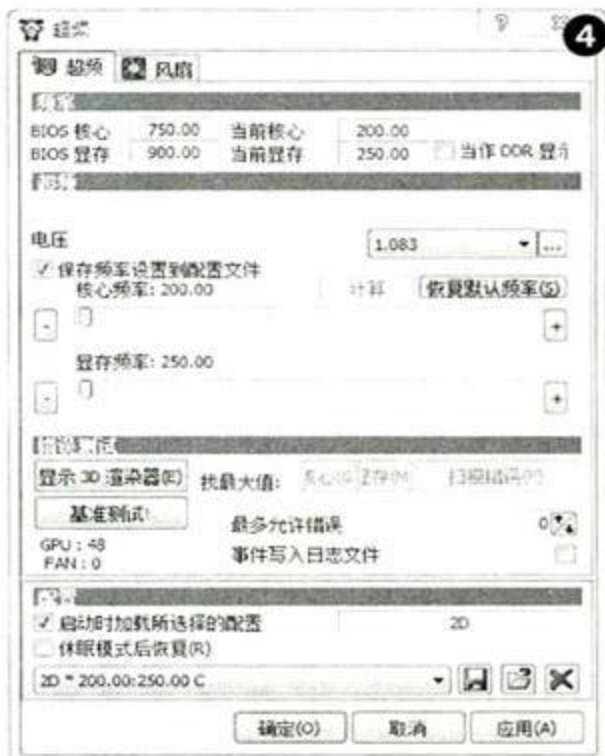 超频
4
超频 风扇
频率
BIOS 核心 750.00 当前核心 200.00
BIOS 显存 900.00 当前显存 250.00 当作 DDR 显示
电压 1.083 ...
保存频率设置到配置文件
核心频率: 200.00 计算 恢复默认频率(S)
- +
显存频率: 250.00
- +
显示 3D 渲染器(E) 找最大值:
基准测试! 最多允许错误 0
GPU : 48 事件写入日志文件
FAN : 0
启动时加载所选择的配置 2D
休眠模式后恢复(R)
2D * 200.00:250.00 C
确定(O) 取消 应用(A)